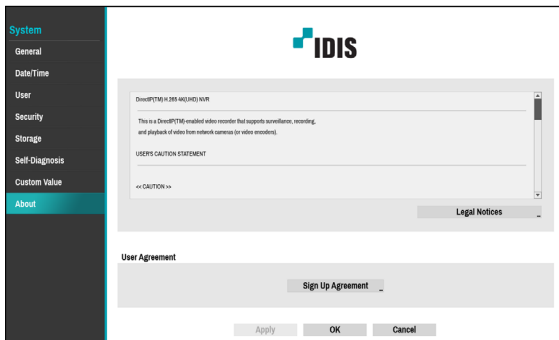 System
General
Date/Time
User
Security
Storage
Self-Diagnosis
Custom Value
About
IDIS
DirectIP(TM) H.265 4K(UHD) NVR
This is a DirectIP(TM)-enabled video recorder that supports surveillance, recording,
and playback of video from network cameras (or video encoders).
USER'S CAUTION STATEMENT
<< CAUTION >>
Legal Notices
User Agreement
Sign Up Agreement
Apply
OK
Cancel